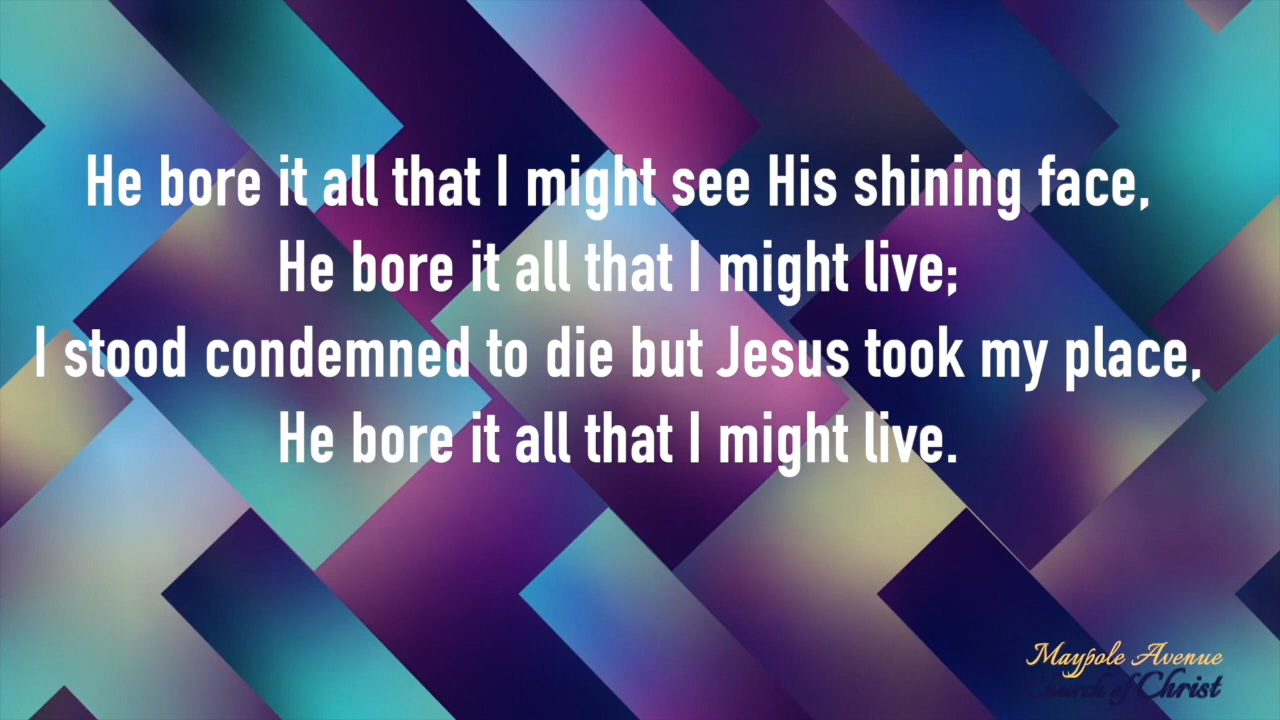 He bore it all that I might see His shining face,
He bore it all that I might live;
I stood condemned to die but Jesus took my place,
He bore it all that I might live.
Maypole Avenue
Church of Christ